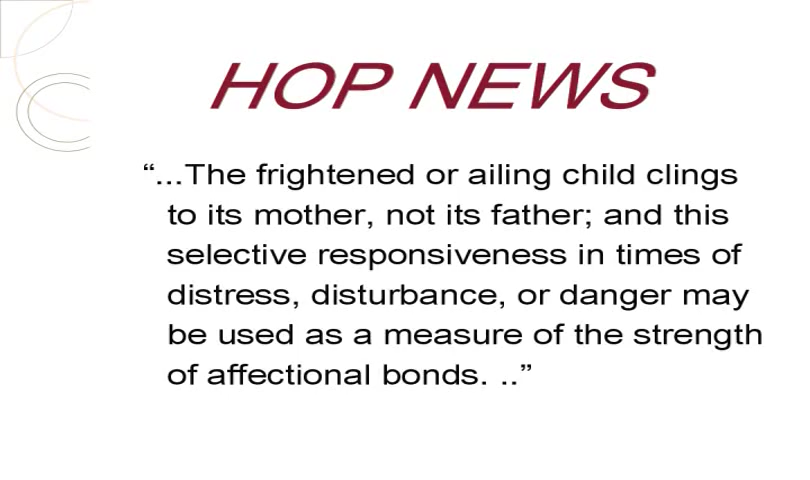 HOP NEWS
“...The frightened or ailing child clings
to its mother, not its father; and this
selective responsiveness in times of
distress, disturbance, or danger may
be used as a measure of the strength
of affectional bonds. ..”